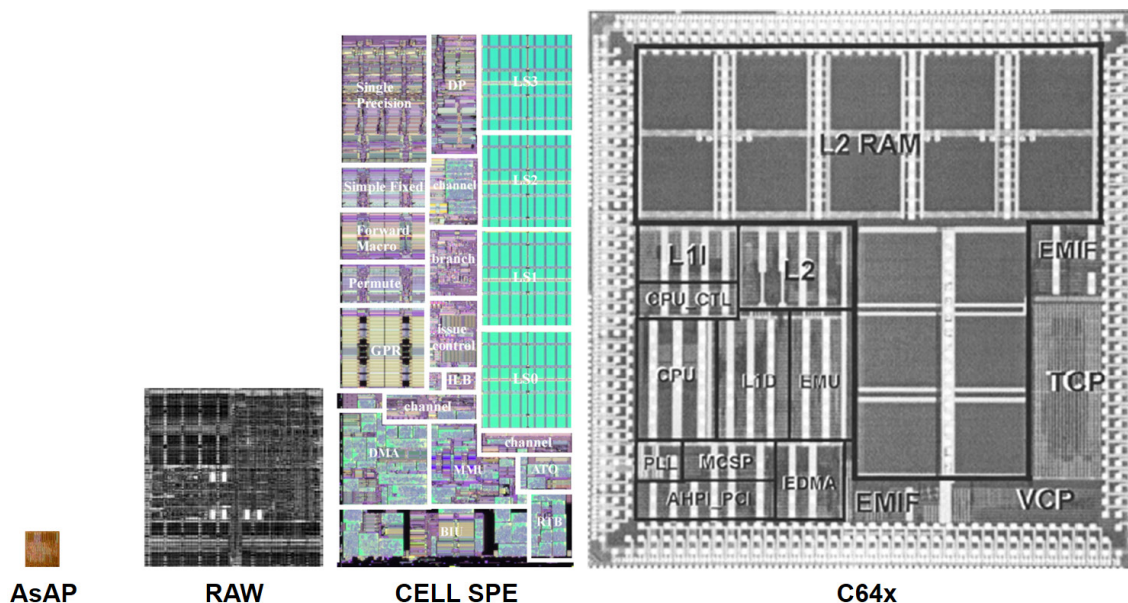 Single
Precision
DP
LS3
Simple Fixed
channel
LS2
Forward
Macro
branch
Permute
LS1
issue
control
GPR
ILB
LS0
channel
channel
DMA
MMU
ATO
BIU
RTB
L2 RAM
L1I
L2
EMIF
CPU_CTL
CPU
L1D
EMU
TCP
PLL
MCSP
EDMA
AHPI_PCI
EMIF
VCP
AsAP
RAW
CELL SPE
C64x